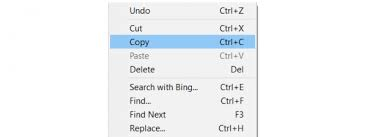 Undo Ctrl+Z
Cut Ctrl+X
Copy Ctrl+C
Paste Ctrl+V
Delete Del
Search with Bing... Ctrl+E
Find... Ctrl+F
Find Next F3
Replace... Ctrl+H